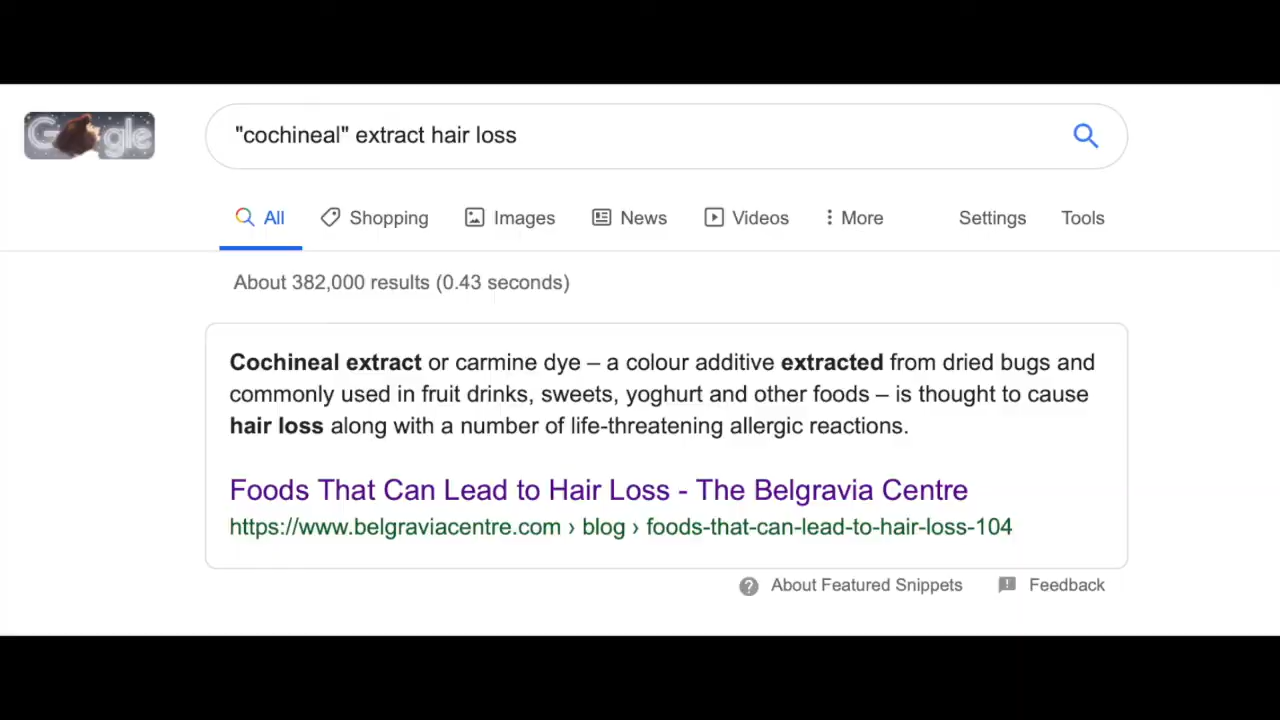 Google
"cochineal" extract hair loss
All Shopping Images News Videos More Settings Tools
About 382,000 results (0.43 seconds)
Cochineal extract or carmine dye – a colour additive extracted from dried bugs and
commonly used in fruit drinks, sweets, yoghurt and other foods – is thought to cause
hair loss along with a number of life-threatening allergic reactions.
Foods That Can Lead to Hair Loss - The Belgravia Centre
https://www.belgraviacentre.com › blog › foods-that-can-lead-to-hair-loss-104
About Featured Snippets Feedback